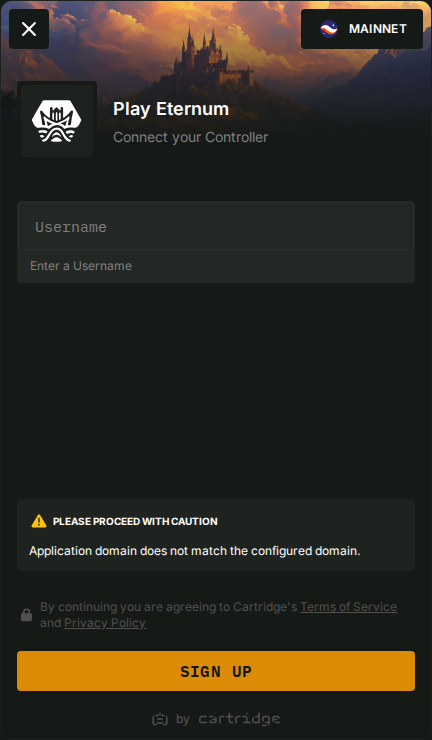 MAINNET
Play Eternum
Connect your Controller
Username
Enter a Username
PLEASE PROCEED WITH CAUTION
Application domain does not match the configured domain.
By continuing you are agreeing to Cartridge's Terms of Service
and Privacy Policy
SIGN UP
by cartridge